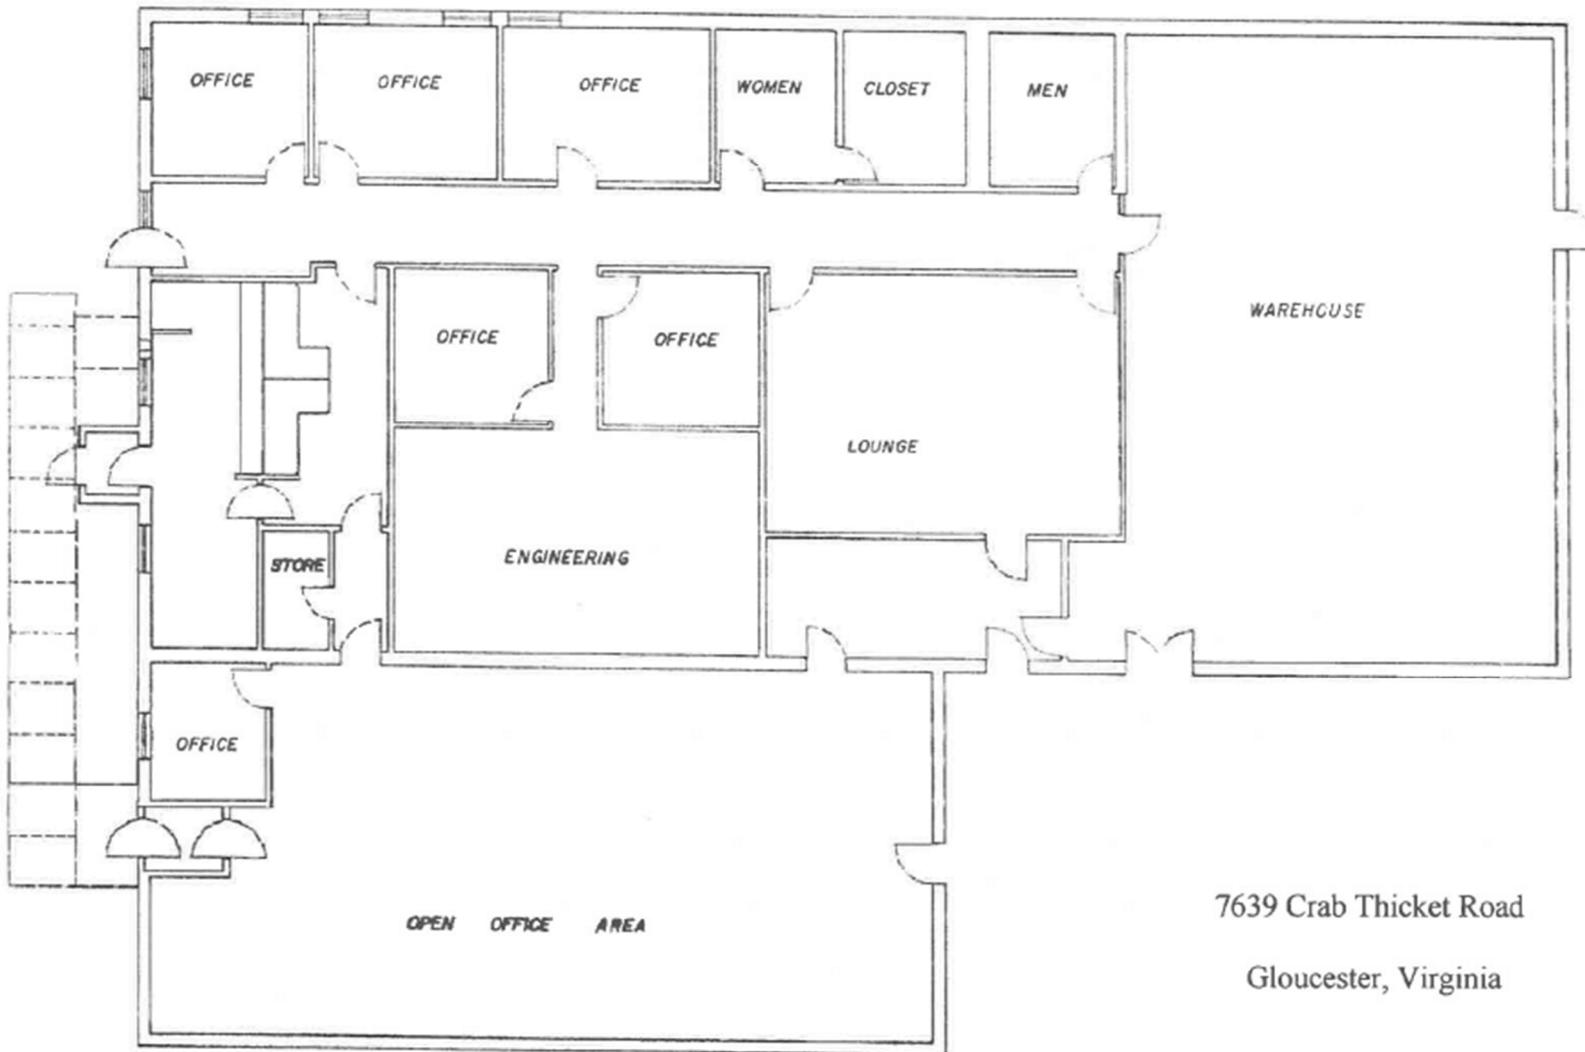 OFFICE
OFFICE
OFFICE
WOMEN
CLOSET
MEN
OFFICE
OFFICE
WAREHOUSE
LOUNGE
STORE
ENGINEERING
OFFICE
OPEN OFFICE AREA
7639 Crab Thicket Road
Gloucester, Virginia